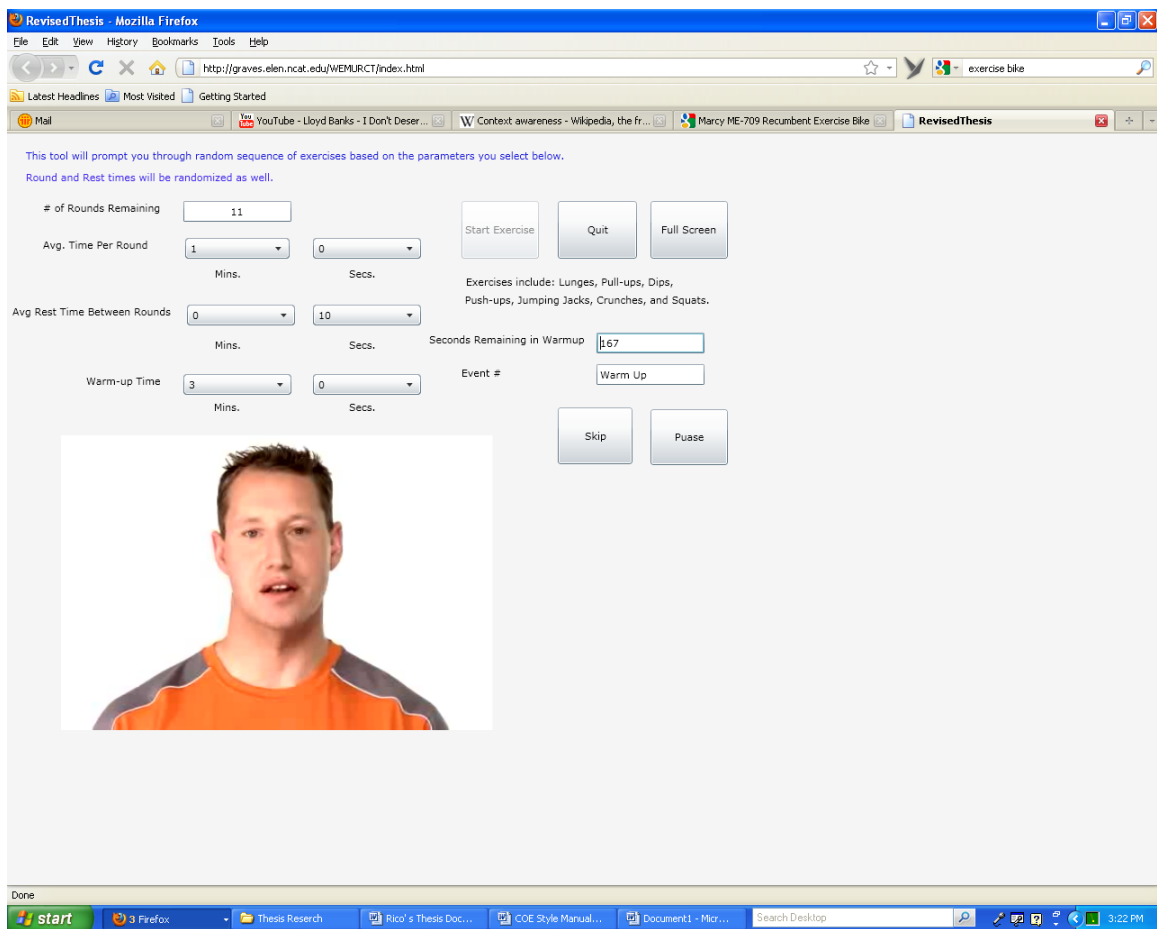 RevisedThesis - Mozilla Firefox
File Edit View History Bookmarks Tools Help
http://graves.elen.ncat.edu/WEMURCT/index.html
exercise bike
Latest Headlines Most Visited Getting Started
Mail
YouTube - Lloyd Banks - I Don't Deser...
Context awareness - Wikipedia, the fr...
Marcy ME-709 Recumbent Exercise Bike
RevisedThesis
This tool will prompt you through random sequence of exercises based on the parameters you select below.
Round and Rest times will be randomized as well.
# of Rounds Remaining 11
Start Exercise Quit Full Screen
Avg. Time Per Round 1 0
Mins. Secs.
Exercises include: Lunges, Pull-ups, Dips,
Push-ups, Jumping Jacks, Crunches, and Squats.
Avg Rest Time Between Rounds 0 10
Mins. Secs.
Seconds Remaining in Warmup 167
Event # Warm Up
Warm-up Time 3 0
Mins. Secs.
Skip Puase
Done
start 3 Firefox Thesis Reserch Rico's Thesis Doc... COE Style Manual... Document1 - Micr... Search Desktop 3:22 PM